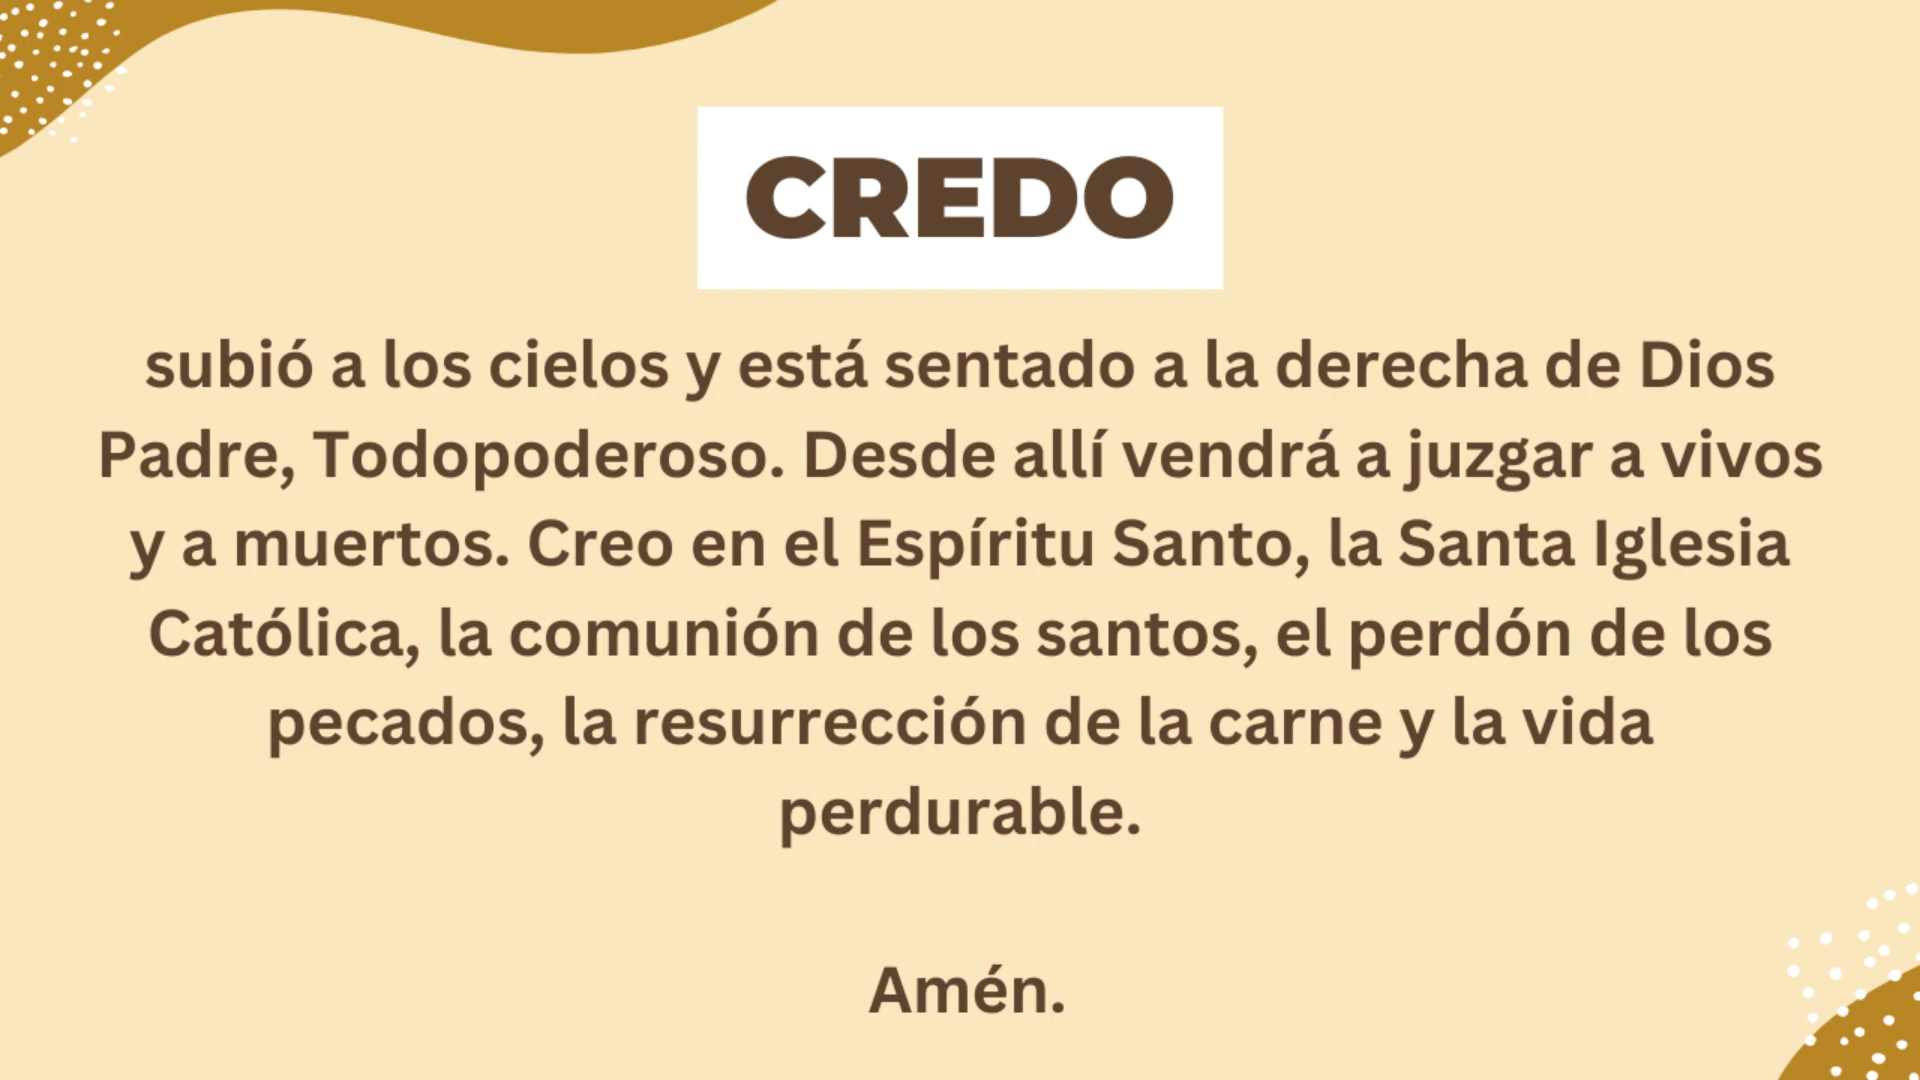 CREDO
subió a los cielos y está sentado a la derecha de Dios
Padre, Todopoderoso. Desde allí vendrá a juzgar a vivos
y a muertos. Creo en el Espíritu Santo, la Santa Iglesia
Católica, la comunión de los santos, el perdón de los
pecados, la resurrección de la carne y la vida
perdurable.
Amén.